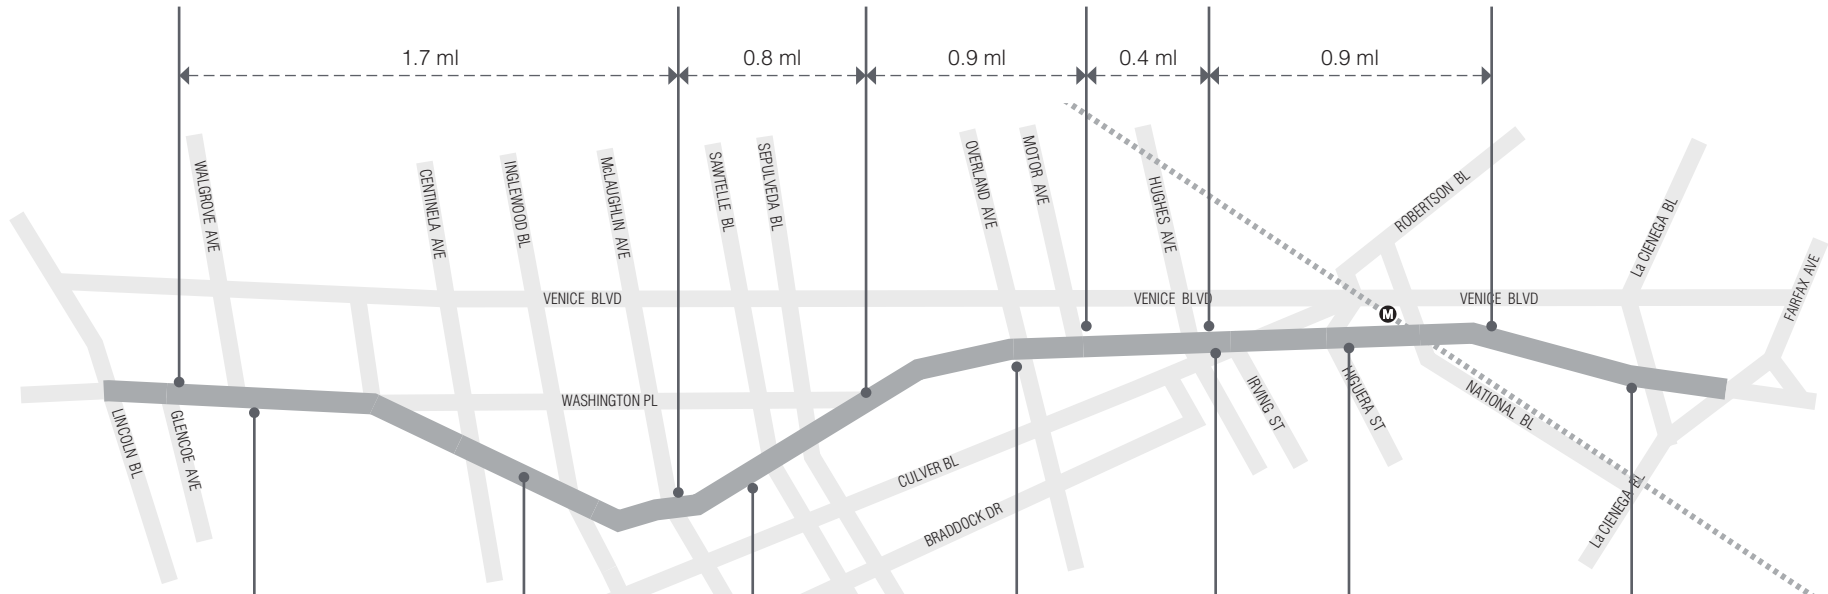 1.7 ml
0.8 ml
0.9 ml
0.4 ml
0.9 ml
WALGROVE AVE
CENTINELA AVE
INGLEWOOD BL
McLAUGHLIN AVE
SAWTELLE BL
SEPULVEDA BL
OVERLAND AVE
MOTOR AVE
HUGHES AVE
ROBERTSON BL
La CIENEGA BL
FAIRFAX AVE
VENICE BLVD
VENICE BLVD
VENICE BLVD
M
WASHINGTON PL
LINCOLN BL
GLENCOE AVE
CULVER BL
BRADDOCK DR
IRVING ST
HIGUERA ST
NATIONAL BL
La CIENEGA BL